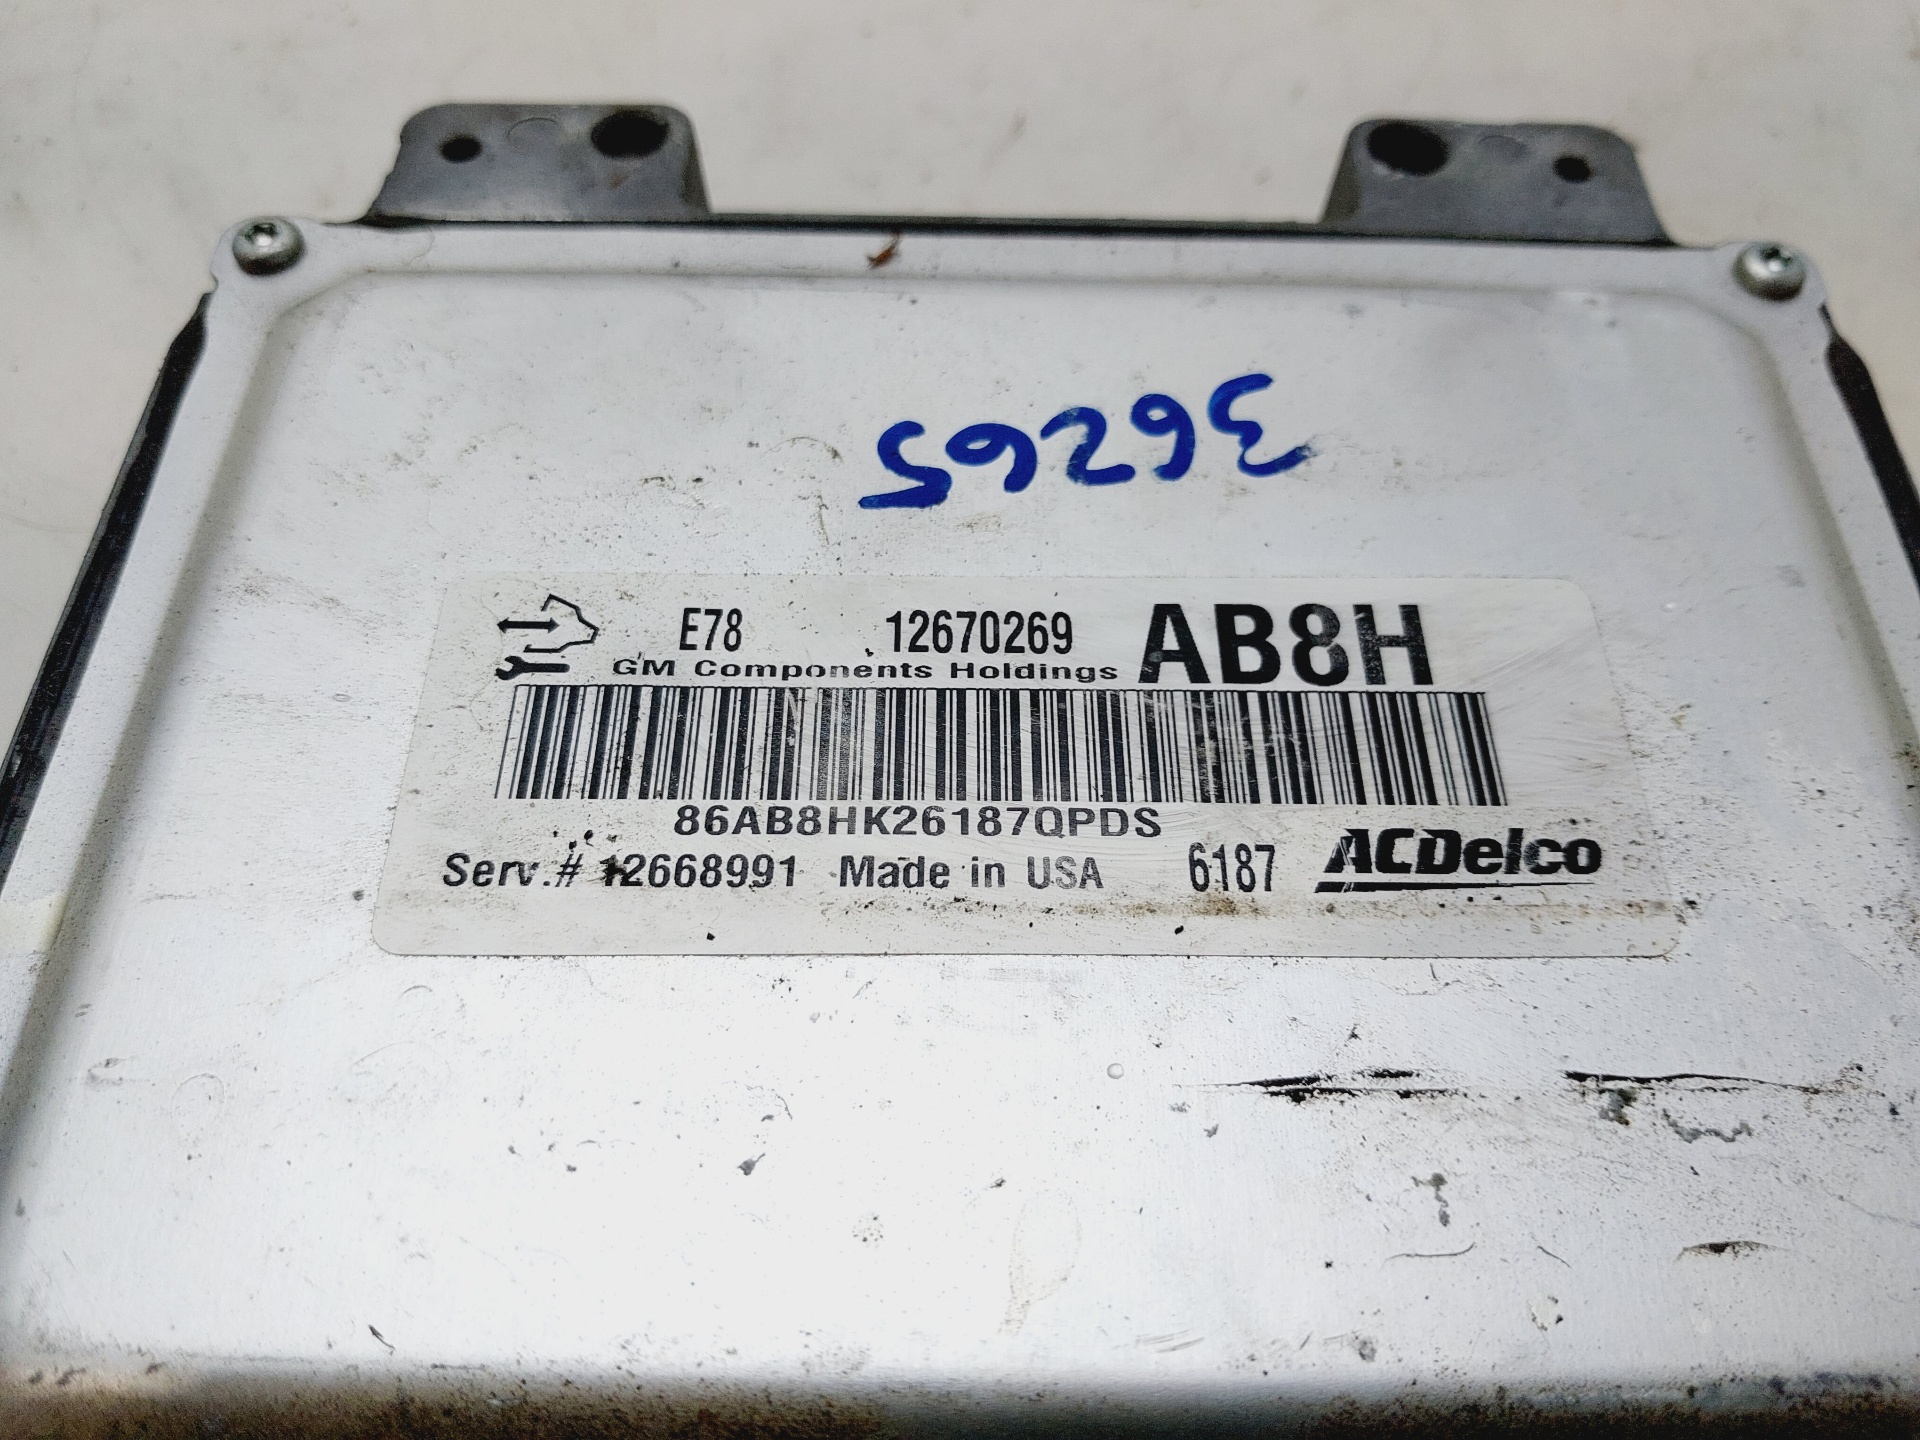 36265
E78 12670269 AB8H
GM Components Holdings
86AB8HK26187QPDS
Serv.# 12668991 Made in USA 6187 ACDelco